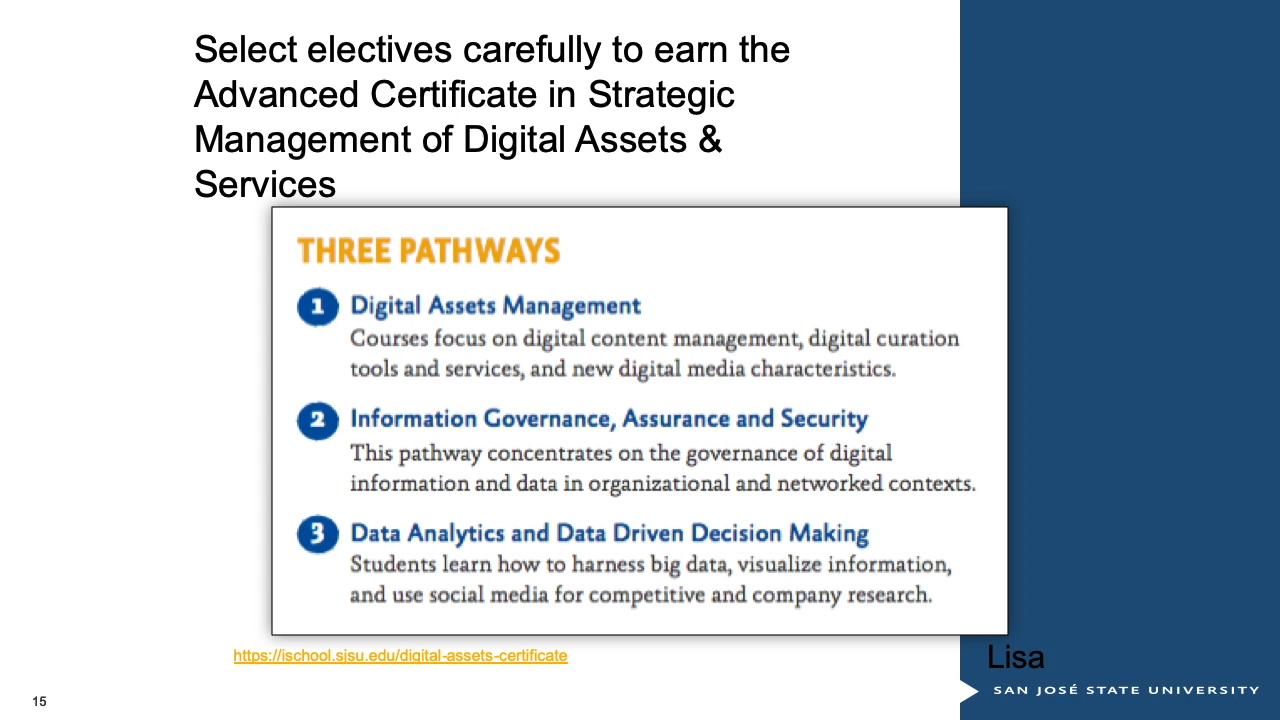 Select electives carefully to earn the
Advanced Certificate in Strategic
Management of Digital Assets &
Services
THREE PATHWAYS
1 Digital Assets Management
Courses focus on digital content management, digital curation
tools and services, and new digital media characteristics.
2 Information Governance, Assurance and Security
This pathway concentrates on the governance of digital
information and data in organizational and networked contexts.
3 Data Analytics and Data Driven Decision Making
Students learn how to harness big data, visualize information,
and use social media for competitive and company research.
https://ischool.sjsu.edu/digital-assets-certificate
Lisa
SAN JOSÉ STATE UNIVERSITY
15